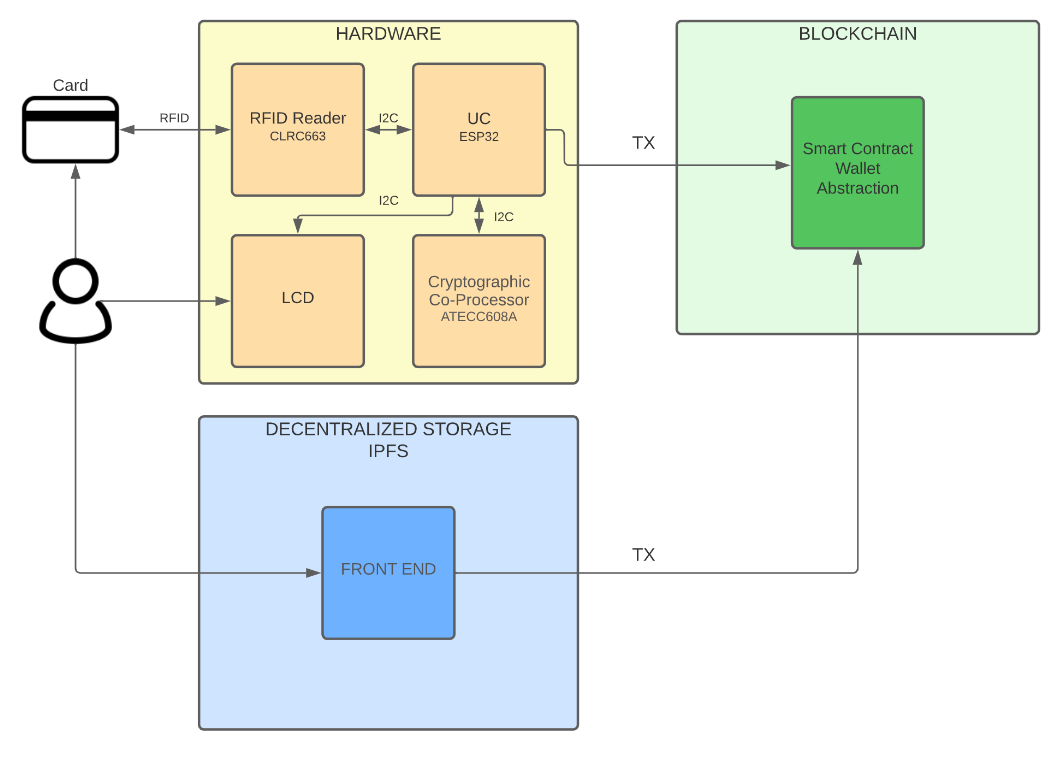 HARDWARE
BLOCKCHAIN
Card
RFID
RFID Reader
CLRC663
I2C
UC
ESP32
TX
Smart Contract
Wallet
Abstraction
I2C
I2C
LCD
Cryptographic
Co-Processor
ATECC608A
DECENTRALIZED STORAGE
IPFS
FRONT END
TX